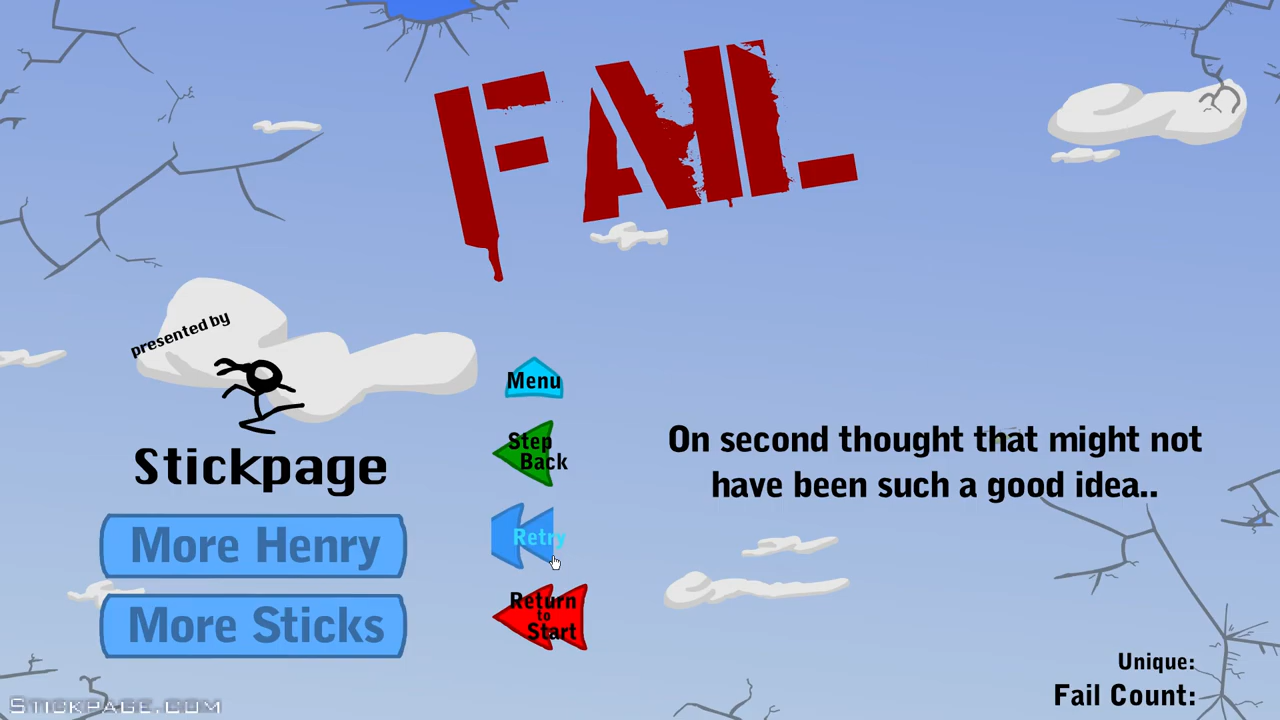 FAIL
presented by
Stickpage
More Henry
More Sticks
Menu
Step
Back
Retry
Return
to
Start
On second thought that might not
have been such a good idea..
Unique:
Fail Count:
STICKPAGE.COM